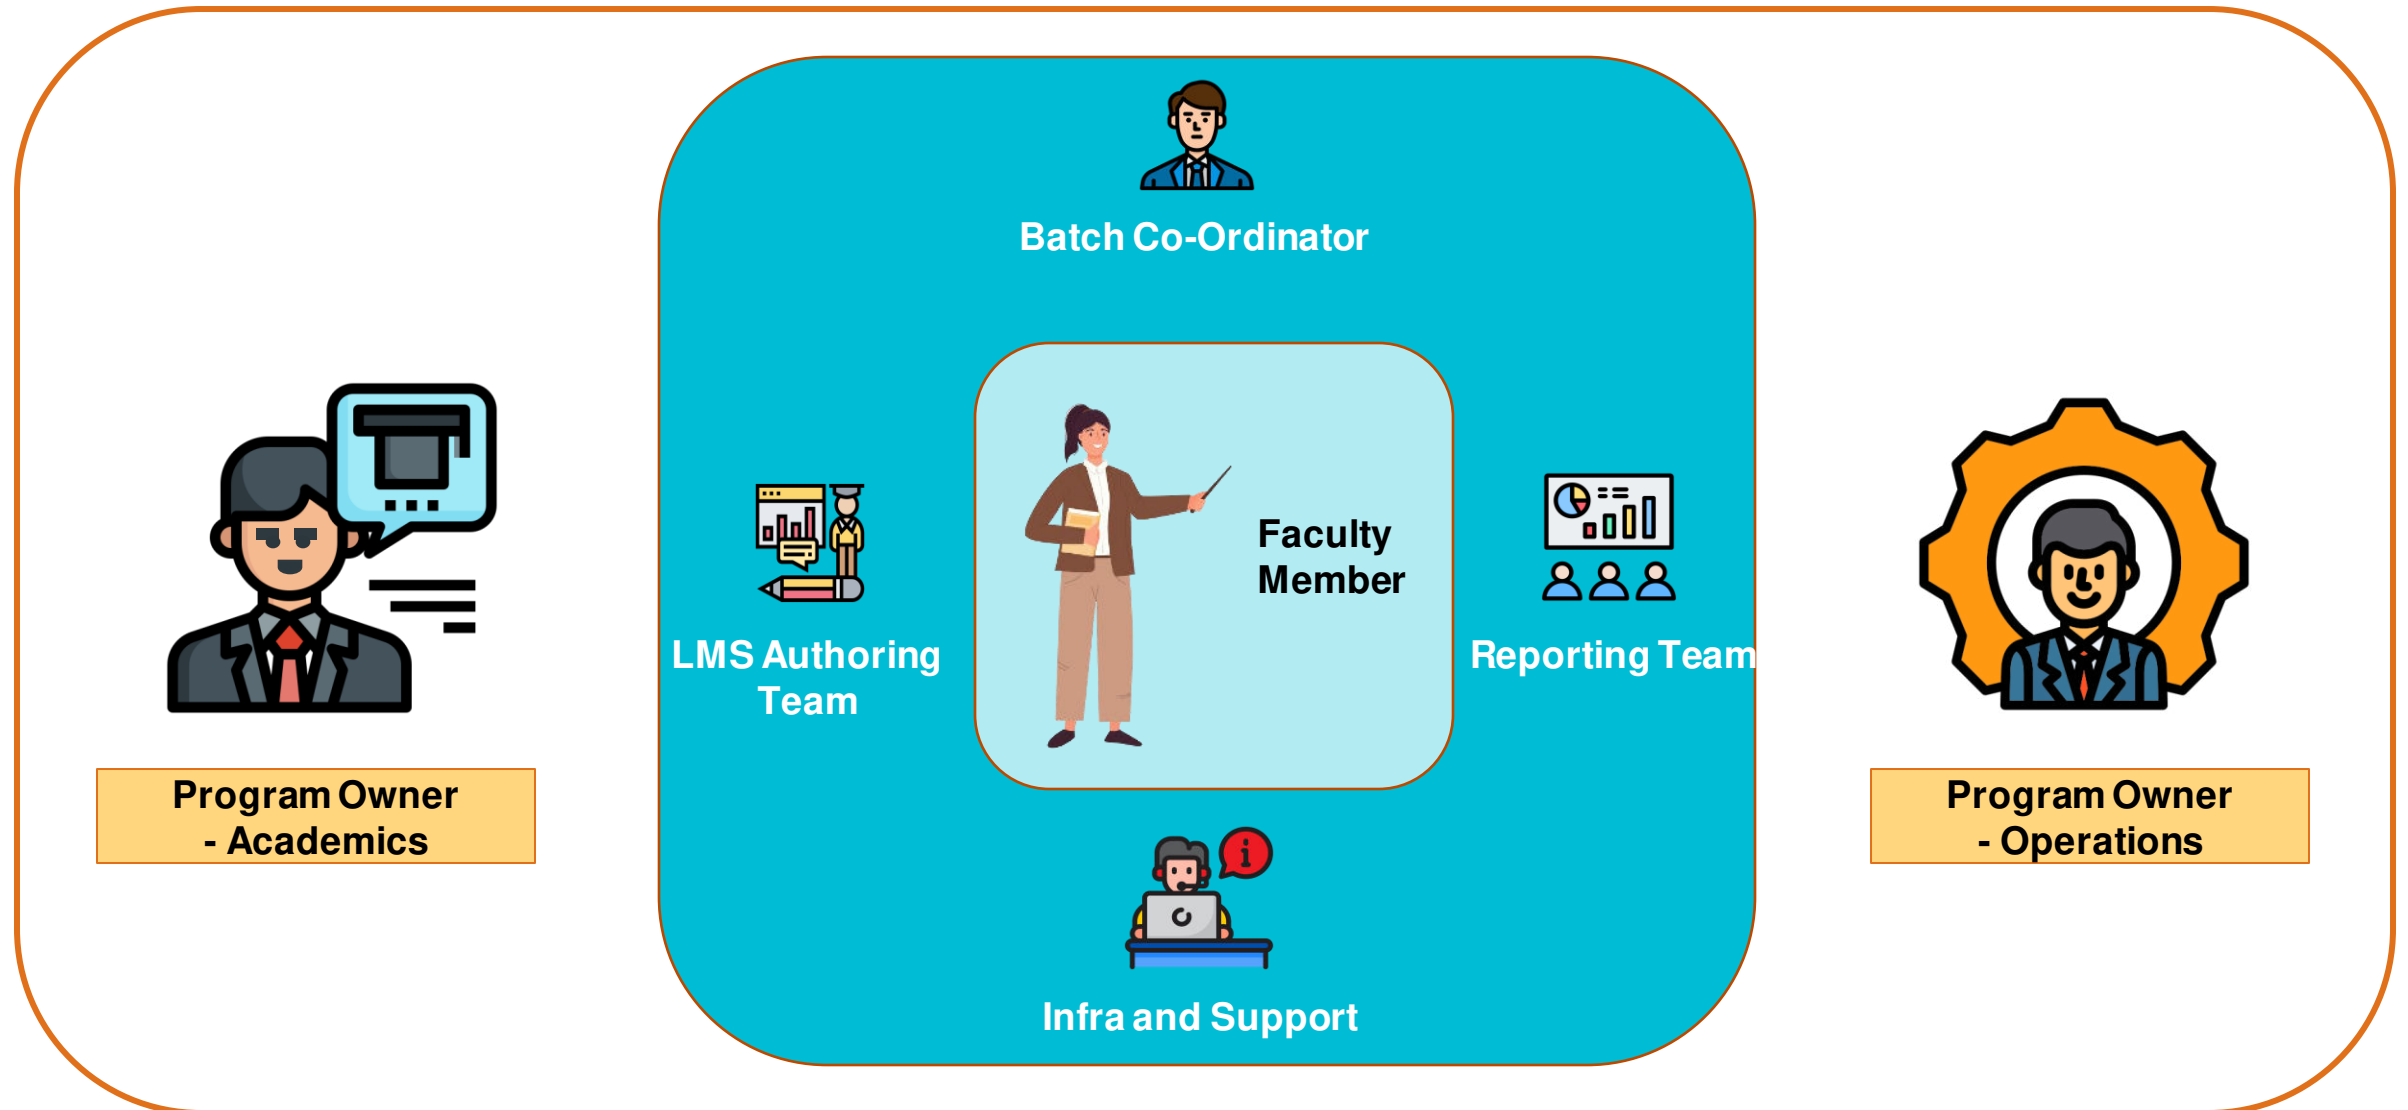 Batch Co-Ordinator
Faculty
Member
LMS Authoring
Team
Reporting Team
Program Owner
- Academics
Program Owner
- Operations
Infra and Support